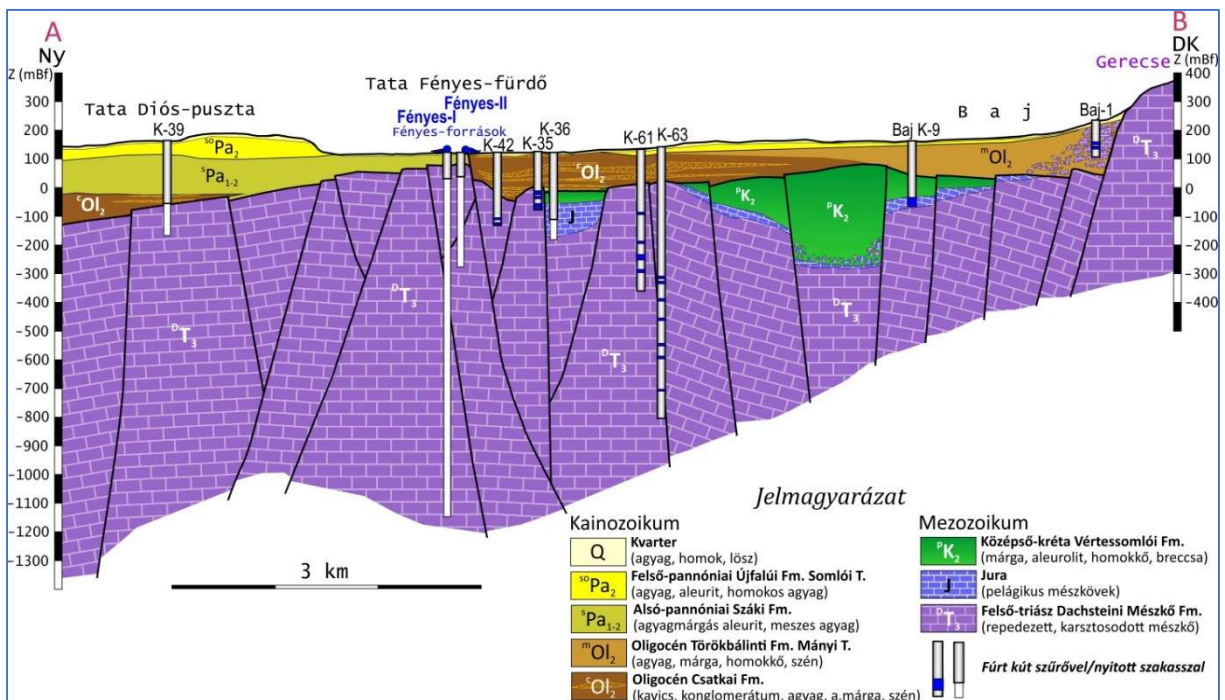 A
B
Ny
DK
Z (mBf)
Gerecse
Z (mBf)
Tata Fényes-fürdő
Tata Diós-puszta
Fényes-II
Fényes-I
Fényes-források
K-39
K-42
K-35
K-36
K-61
K-63
Baj K-9
B a j
Baj-1
300
200
100
0
-100
-200
-300
-400
-500
-600
-700
-800
-900
-1000
-1100
-1200
-1300
400
300
200
100
0
-100
-200
-300
-400
soPa2
sPa1-2
cOl2
cOl2
mOl2
pK2
pK2
J
DT3
DT3
DT3
DT3
DT3
3 km
Jelmagyarázat
Kainozoikum
Q Kvarter
(agyag, homok, lösz)
soPa2 Felső-pannóniai Újfalúi Fm. Somlói T.
(agyag, aleurit, homokos agyag)
sPa1-2 Alsó-pannóniai Száki Fm.
(agyagmárgás aleurit, meszes agyag)
mOl2 Oligocén Törökbálinti Fm. Mányi T.
(agyag, márga, homokkő, szén)
cOl2 Oligocén Csatkai Fm.
(kavics, konglomerátum, agyag, a.márga, szén)
Mezozoikum
pK2 Középső-kréta Vértessomlói Fm.
(márga, aleurolit, homokkő, breccsa)
J Jura
(pelágikus mészkövek)
DT3 Felső-triász Dachsteini Mészkő Fm.
(repedezett, karsztosodott mészkő)
Fúrt kút szűrővel/nyitott szakasszal